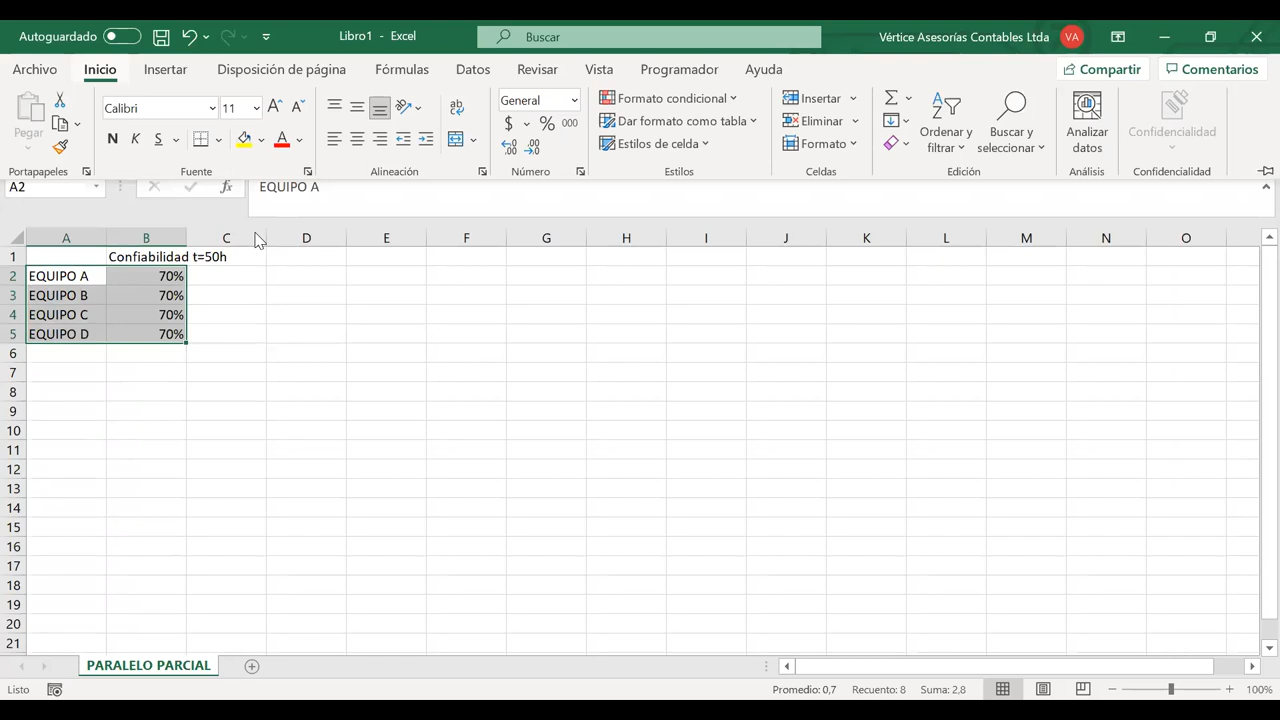 Autoguardado
Libro1 - Excel
Buscar
Vértice Asesorías Contables Ltda
VA
Archivo Inicio Insertar Disposición de página Fórmulas Datos Revisar Vista Programador Ayuda
Compartir
Comentarios
Pegar
Portapapeles
Calibri
11
N K S
Fuente
ab
Alineación
General
$ % 000
Número
Formato condicional
Dar formato como tabla
Estilos de celda
Estilos
Insertar
Eliminar
Formato
Celdas
Ordenar y
filtrar
Buscar y
seleccionar
Edición
Analizar
datos
Análisis
Confidencialidad
Confidencialidad
A2
fx
EQUIPO A
A B C D E F G H I J K L M N O
1 Confiabilidad t=50h
2 EQUIPO A 70%
3 EQUIPO B 70%
4 EQUIPO C 70%
5 EQUIPO D 70%
6
7
8
9
10
11
12
13
14
15
16
17
18
19
20
21
PARALELO PARCIAL
Listo
Promedio: 0,7 Recuento: 8 Suma: 2,8
100%